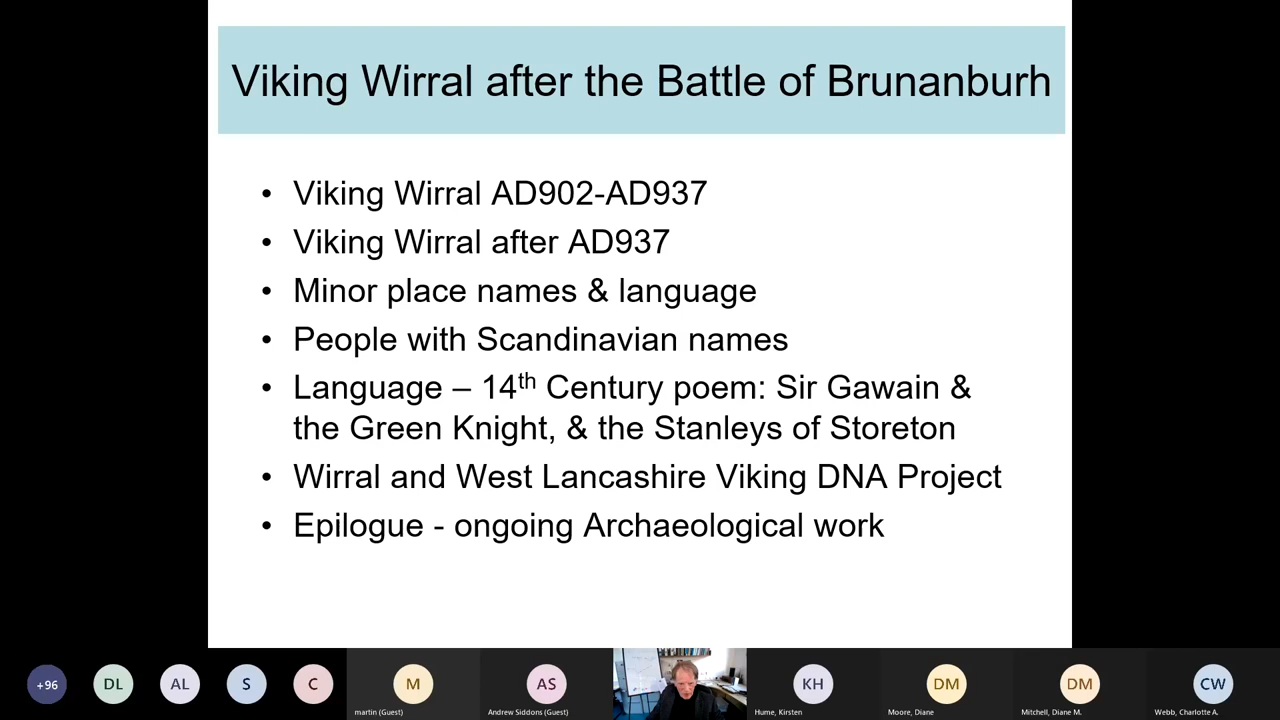 Viking Wirral after the Battle of Brunanburh
• Viking Wirral AD902-AD937
• Viking Wirral after AD937
• Minor place names & language
• People with Scandinavian names
• Language – 14th Century poem: Sir Gawain &
the Green Knight, & the Stanleys of Storeton
• Wirral and West Lancashire Viking DNA Project
• Epilogue - ongoing Archaeological work
+96 DL AL S C M AS KH DM DM CW
martin (Guest) Andrew Siddons (Guest) Hume, Kirsten Moore, Diane Mitchell, Diane M. Webb, Charlotte A.